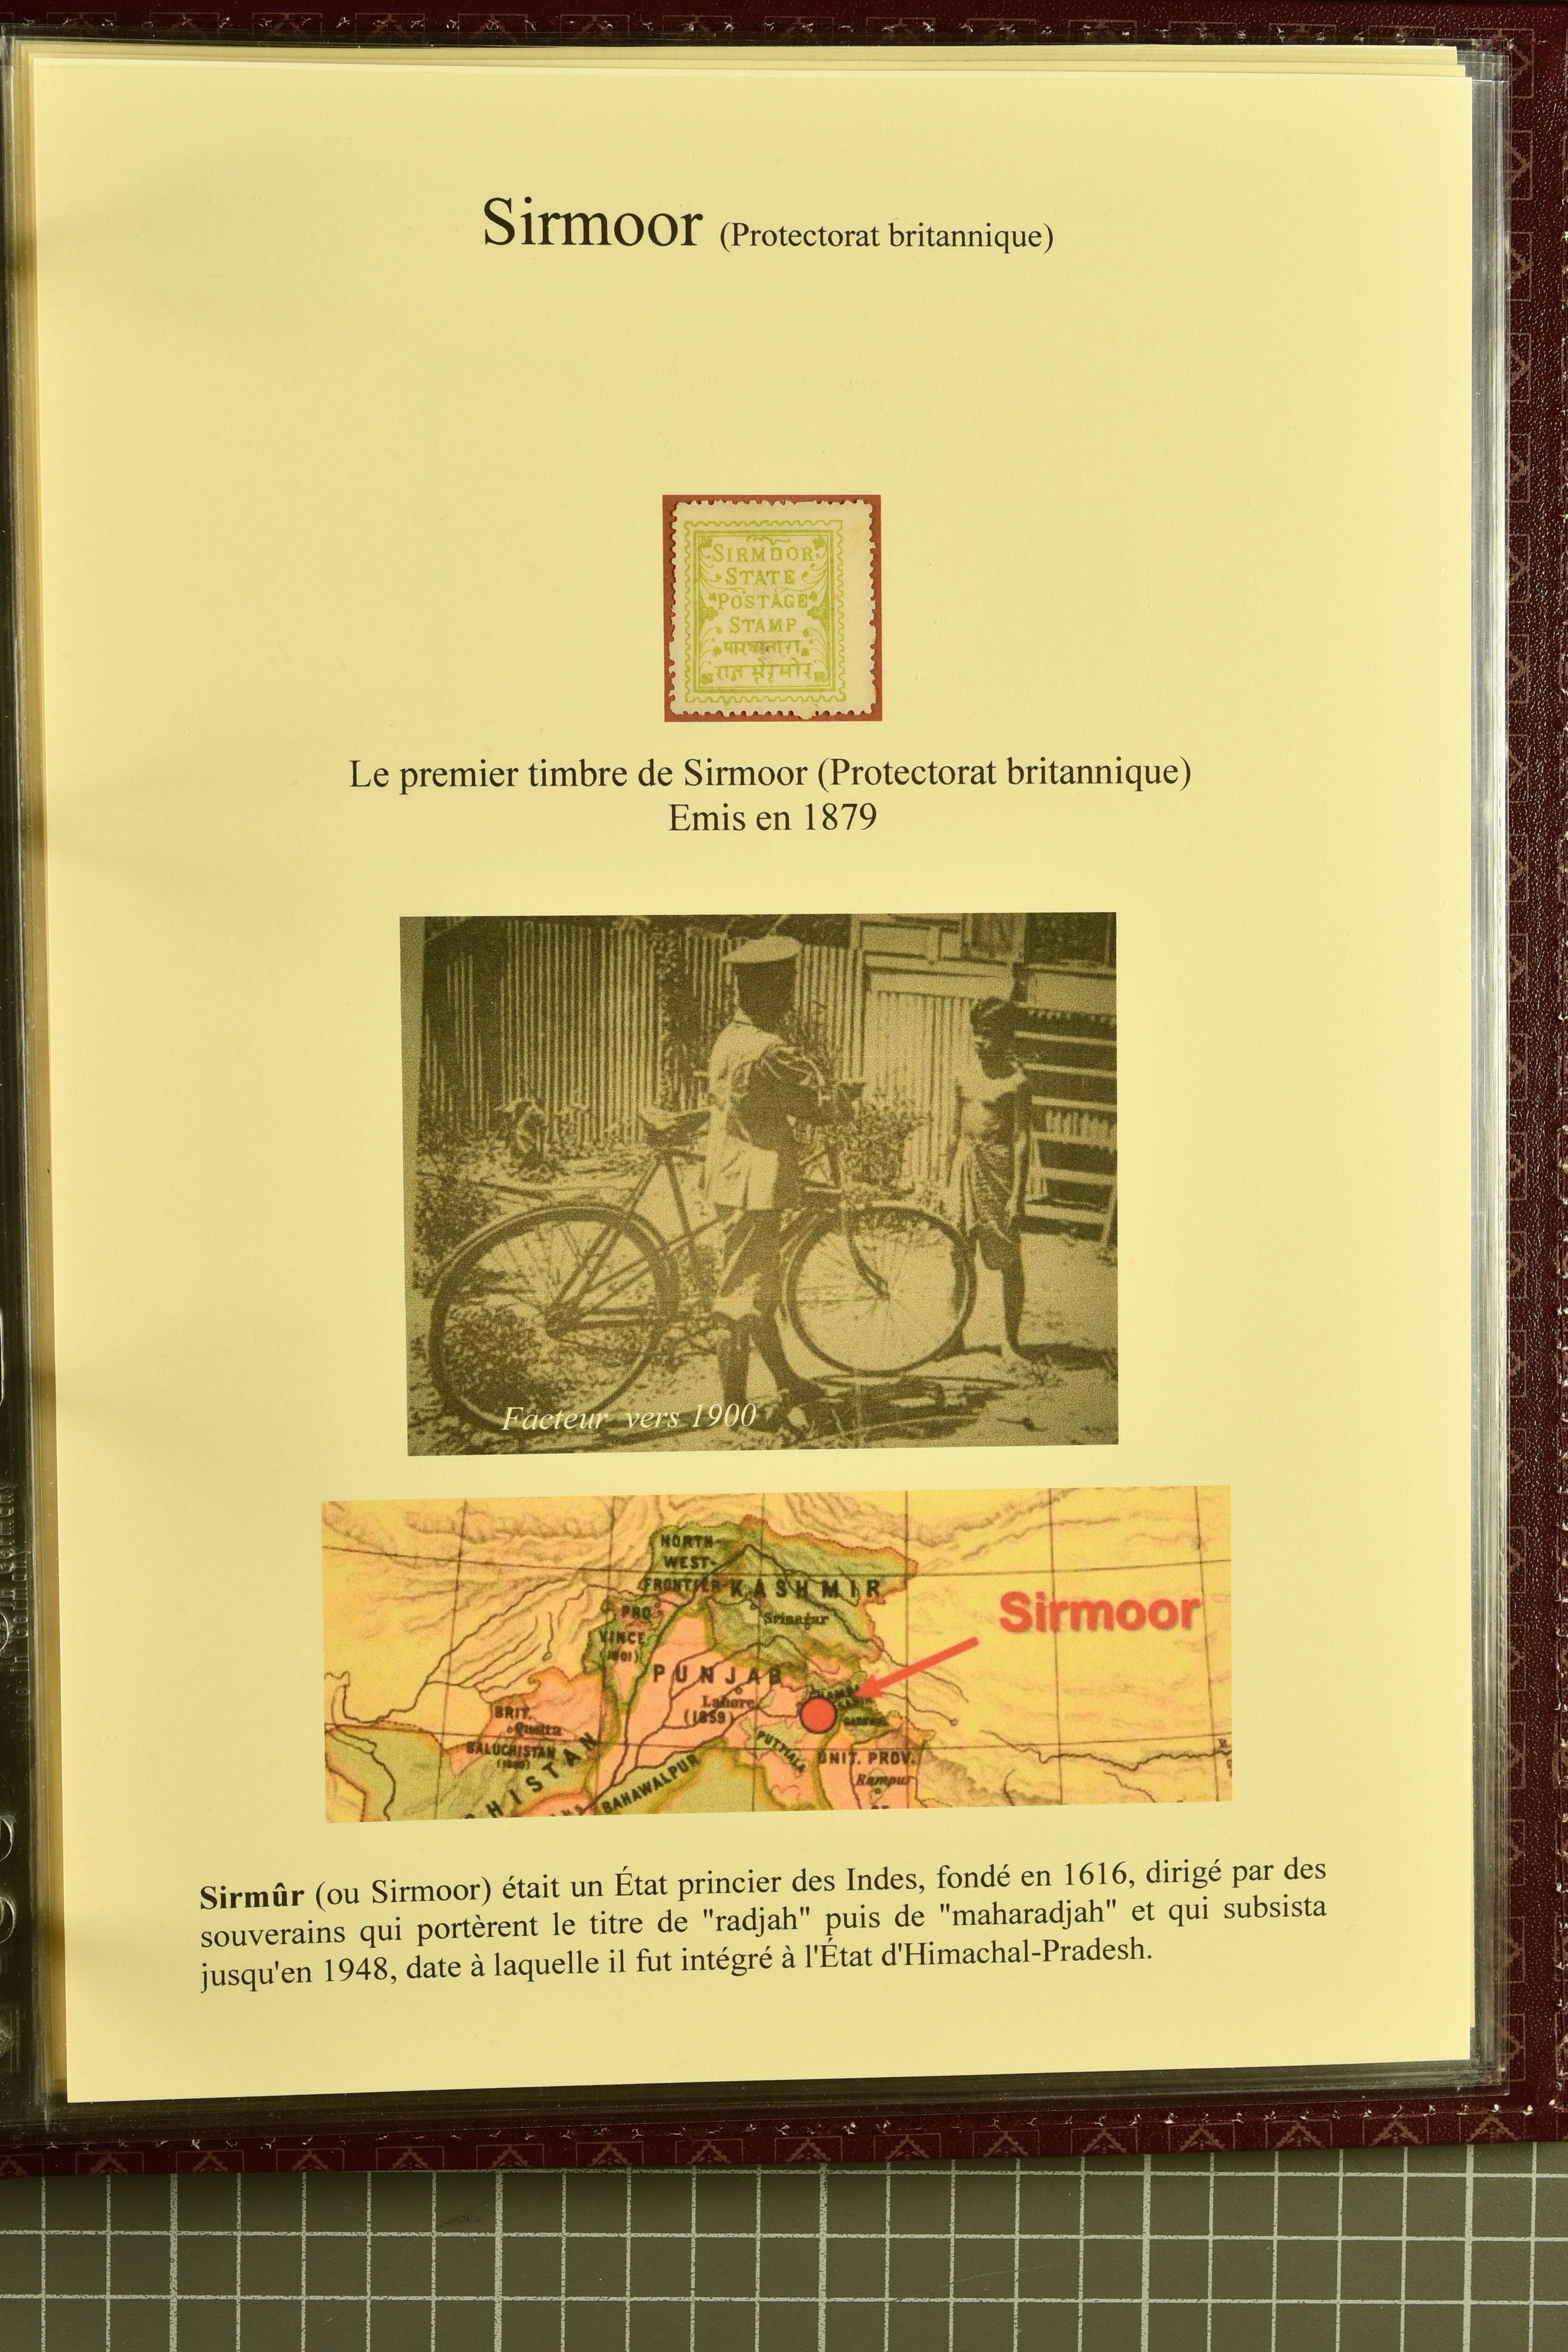 Sirmoor (Protectorat britannique)
SIRMOOR
STATE
POSTAGE
STAMP
Le premier timbre de Sirmoor (Protectorat britannique)
Emis en 1879
Facteur vers 1900
NORTH-
WEST-
FRONTIER KASHMIR
PRO
Srinagar
Sirmoor
VINCE
(1901)
PUNJAB
Lahore
(1859)
BRIT.
Quetta
BALUCHISTAN
PUTTIALA
UNIT. PROV.
HISTAN
BAHAWALPUR
Rampur
Sirmûr (ou Sirmoor) était un État princier des Indes, fondé en 1616, dirigé par des
souverains qui portèrent le titre de "radjah" puis de "maharadjah" et qui subsista
jusqu'en 1948, date à laquelle il fut intégré à l'État d'Himachal-Pradesh.